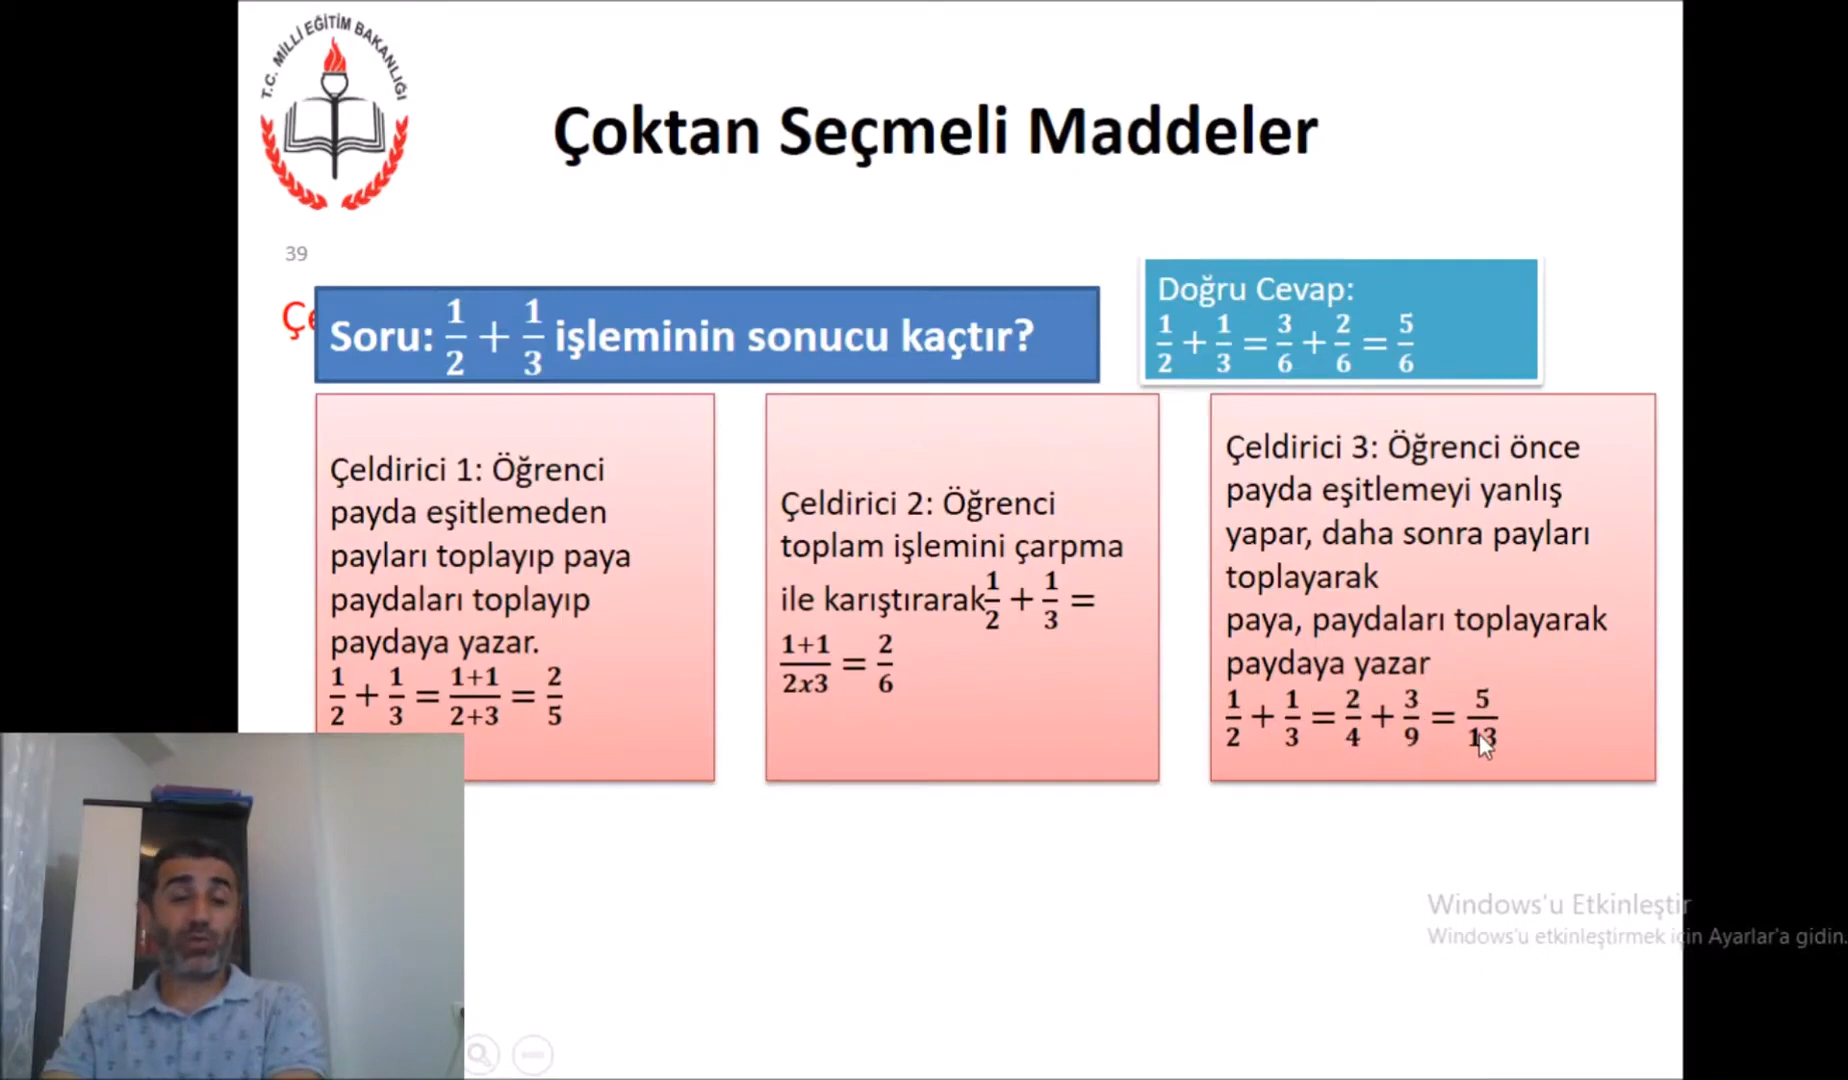 T.C. MİLLİ EĞİTİM BAKANLIĞI
Çoktan Seçmeli Maddeler
39
Çe
Soru: 1/2 + 1/3 işleminin sonucu kaçtır?
Doğru Cevap:
1/2 + 1/3 = 3/6 + 2/6 = 5/6
Çeldirici 1: Öğrenci
payda eşitlemeden
payları toplayıp paya
paydaları toplayıp
paydaya yazar.
1/2 + 1/3 = 1+1/2+3 = 2/5
Çeldirici 2: Öğrenci
toplam işlemini çarpma
ile karıştırarak 1/2 + 1/3 =
1+1/2x3 = 2/6
Çeldirici 3: Öğrenci önce
payda eşitlemeyi yanlış
yapar, daha sonra payları
toplayarak
paya, paydaları toplayarak
paydaya yazar
1/2 + 1/3 = 2/4 + 3/9 = 5/13
Windows'u Etkinleştir
Windows'u etkinleştirmek için Ayarlar'a gidin.